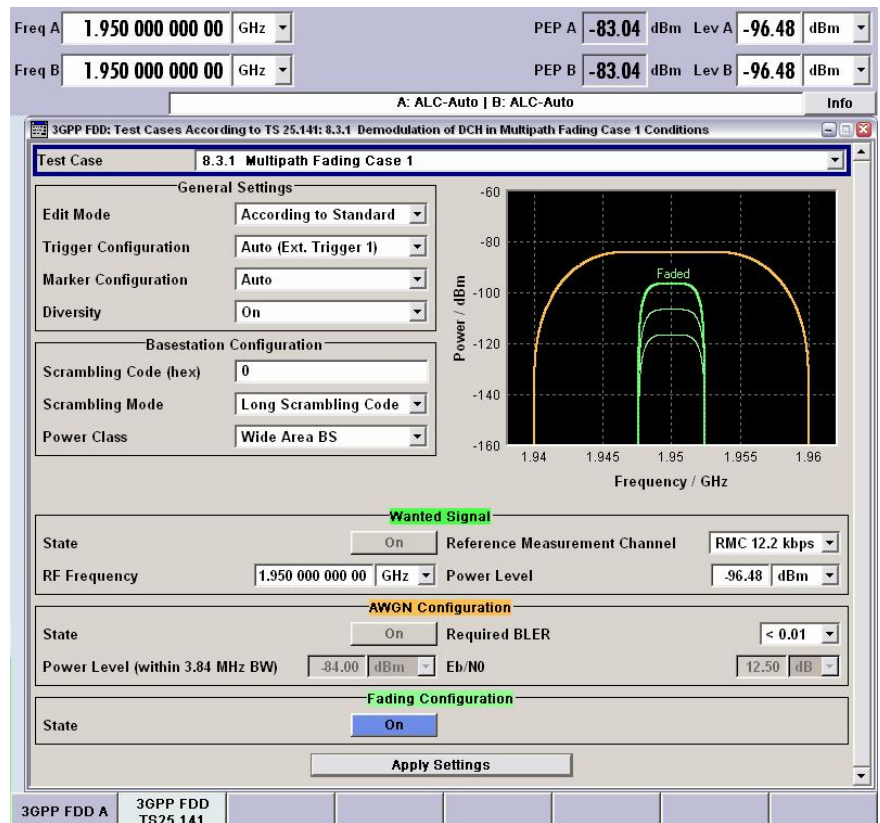 Freq A 1.950 000 000 00 GHz PEP A -83.04 dBm Lev A -96.48 dBm
Freq B 1.950 000 000 00 GHz PEP B -83.04 dBm Lev B -96.48 dBm
A: ALC-Auto | B: ALC-Auto Info
3GPP FDD: Test Cases According to TS 25.141: 8.3.1 Demodulation of DCH in Multipath Fading Case 1 Conditions
Test Case 8.3.1 Multipath Fading Case 1
General Settings
Edit Mode According to Standard
Trigger Configuration Auto (Ext. Trigger 1)
Marker Configuration Auto
Diversity On
Basestation Configuration
Scrambling Code (hex) 0
Scrambling Mode Long Scrambling Code
Power Class Wide Area BS
Power / dBm
-60
-80
-100
-120
-140
-160
Faded
1.94 1.945 1.95 1.955 1.96
Frequency / GHz
Wanted Signal
State On Reference Measurement Channel RMC 12.2 kbps
RF Frequency 1.950 000 000 00 GHz Power Level -96.48 dBm
AWGN Configuration
State On Required BLER < 0.01
Power Level (within 3.84 MHz BW) -84.00 dBm Eb/N0 12.50 dB
Fading Configuration
State On
Apply Settings
3GPP FDD A 3GPP FDD
TS25.141